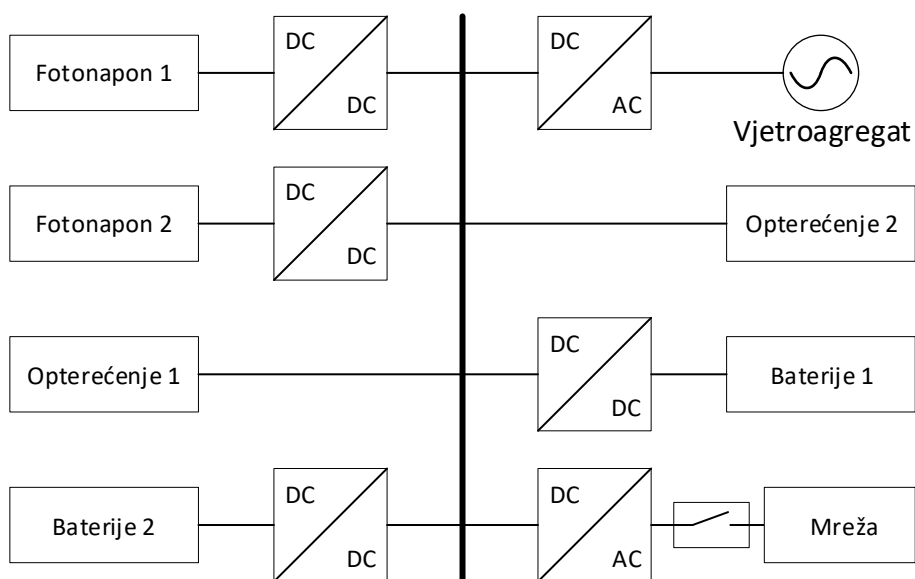 Fotonapon 1
DC
DC
DC
AC
Vjetroagregat
Fotonapon 2
DC
DC
Opterećenje 2
Opterećenje 1
DC
DC
Baterije 1
Baterije 2
DC
DC
DC
AC
Mreža